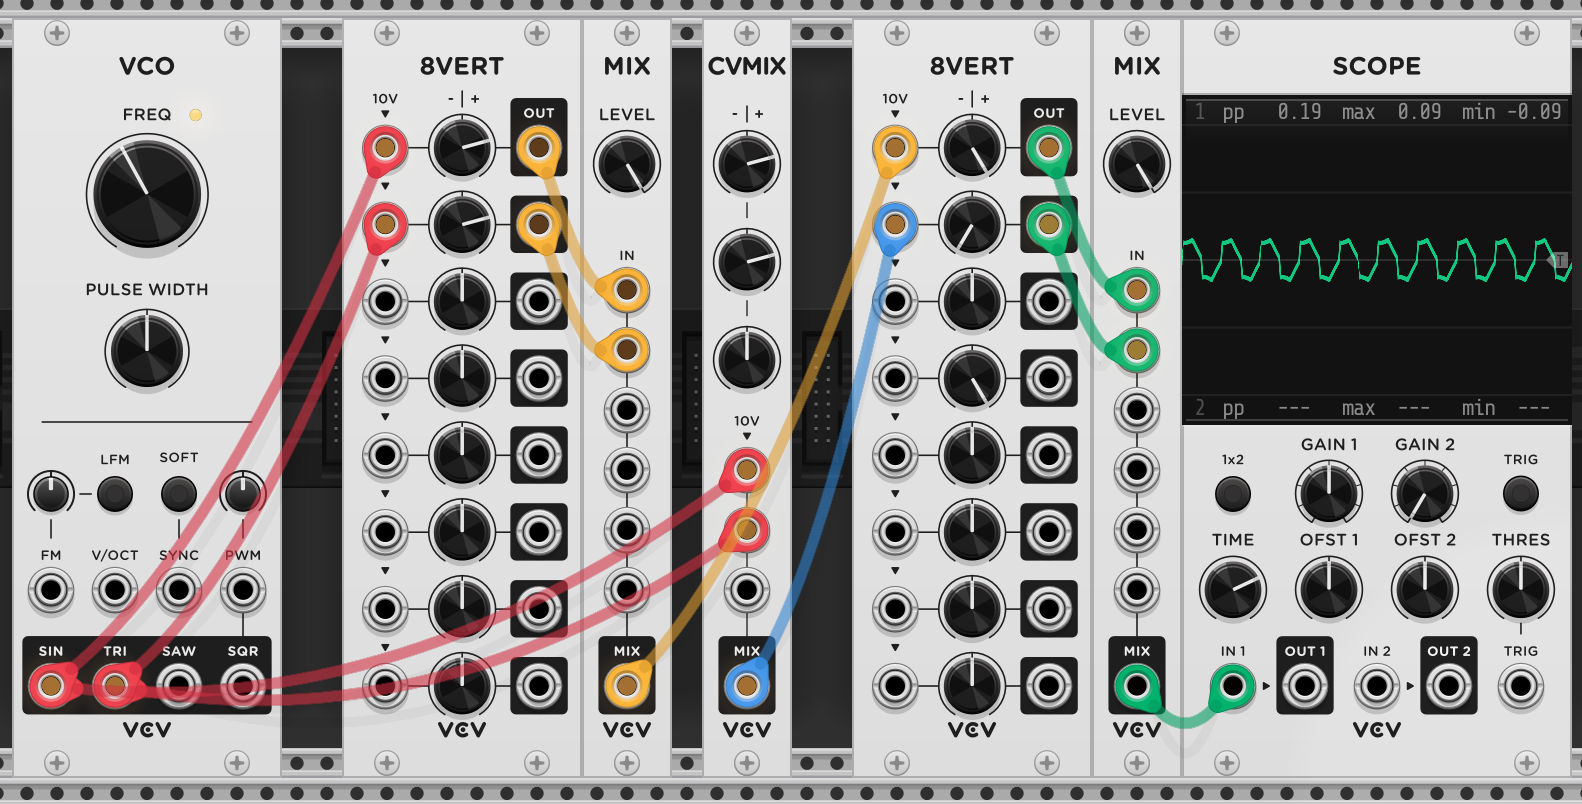 VCO
FREQ
PULSE WIDTH
LFM SOFT
FM V/OCT SYNC PWM
SIN TRI SAW SQR
VCV
8VERT
10V - | + OUT
VCV
MIX
LEVEL
IN
MIX
VCV
CVMIX
- | +
10V
MIX
VCV
8VERT
10V - | + OUT
VCV
MIX
LEVEL
IN
MIX
VCV
SCOPE
1 pp 0.19 max 0.09 min -0.09
T
2 pp --- max --- min ---
GAIN 1 GAIN 2
1x2 TRIG
TIME OFST 1 OFST 2 THRES
IN 1 OUT 1 IN 2 OUT 2 TRIG
VCV